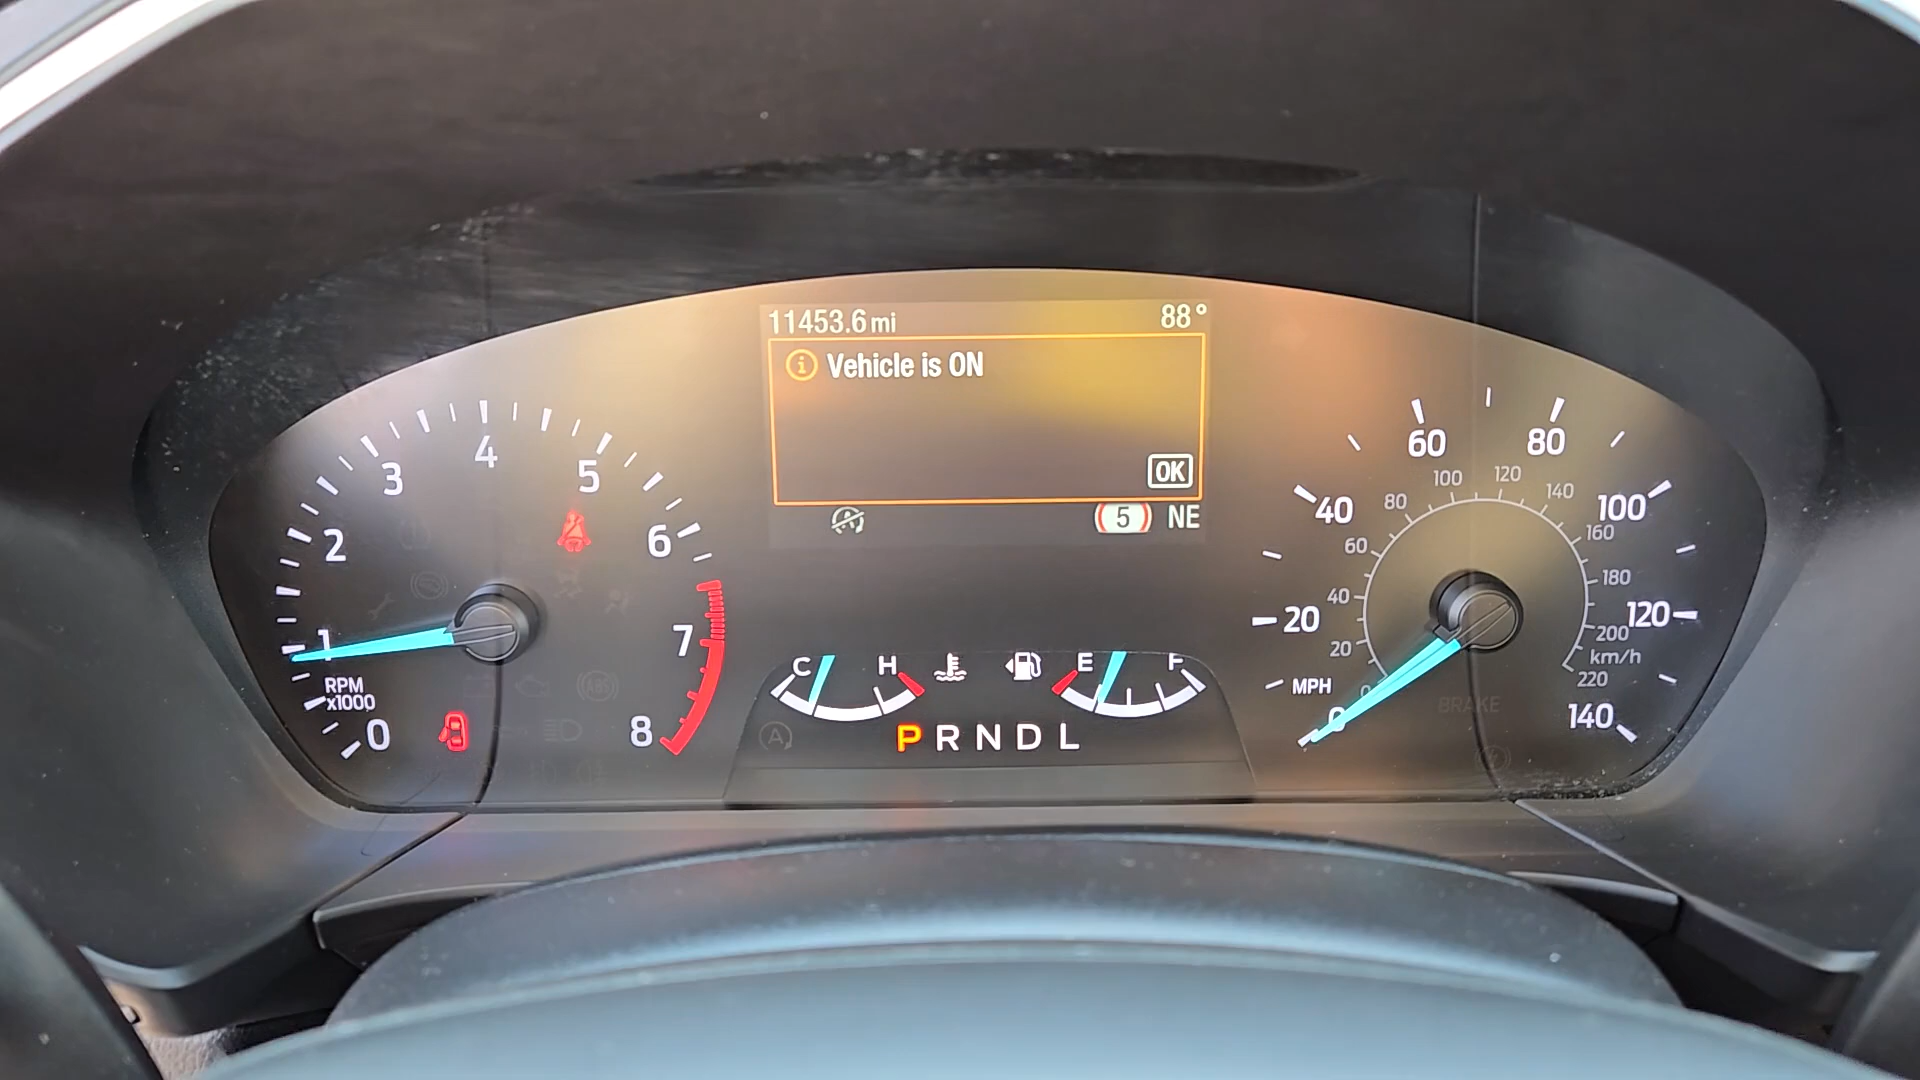 11453.6 mi 88°
Vehicle is ON
OK
5 NE
0 1 2 3 4 5 6 7 8
RPM
x1000
C H
E F
P R N D L
0 20 40 60 80 100 120 140
MPH
0 20 40 60 80 100 120 140 160 180 200 220
km/h
BRAKE
ABS
A